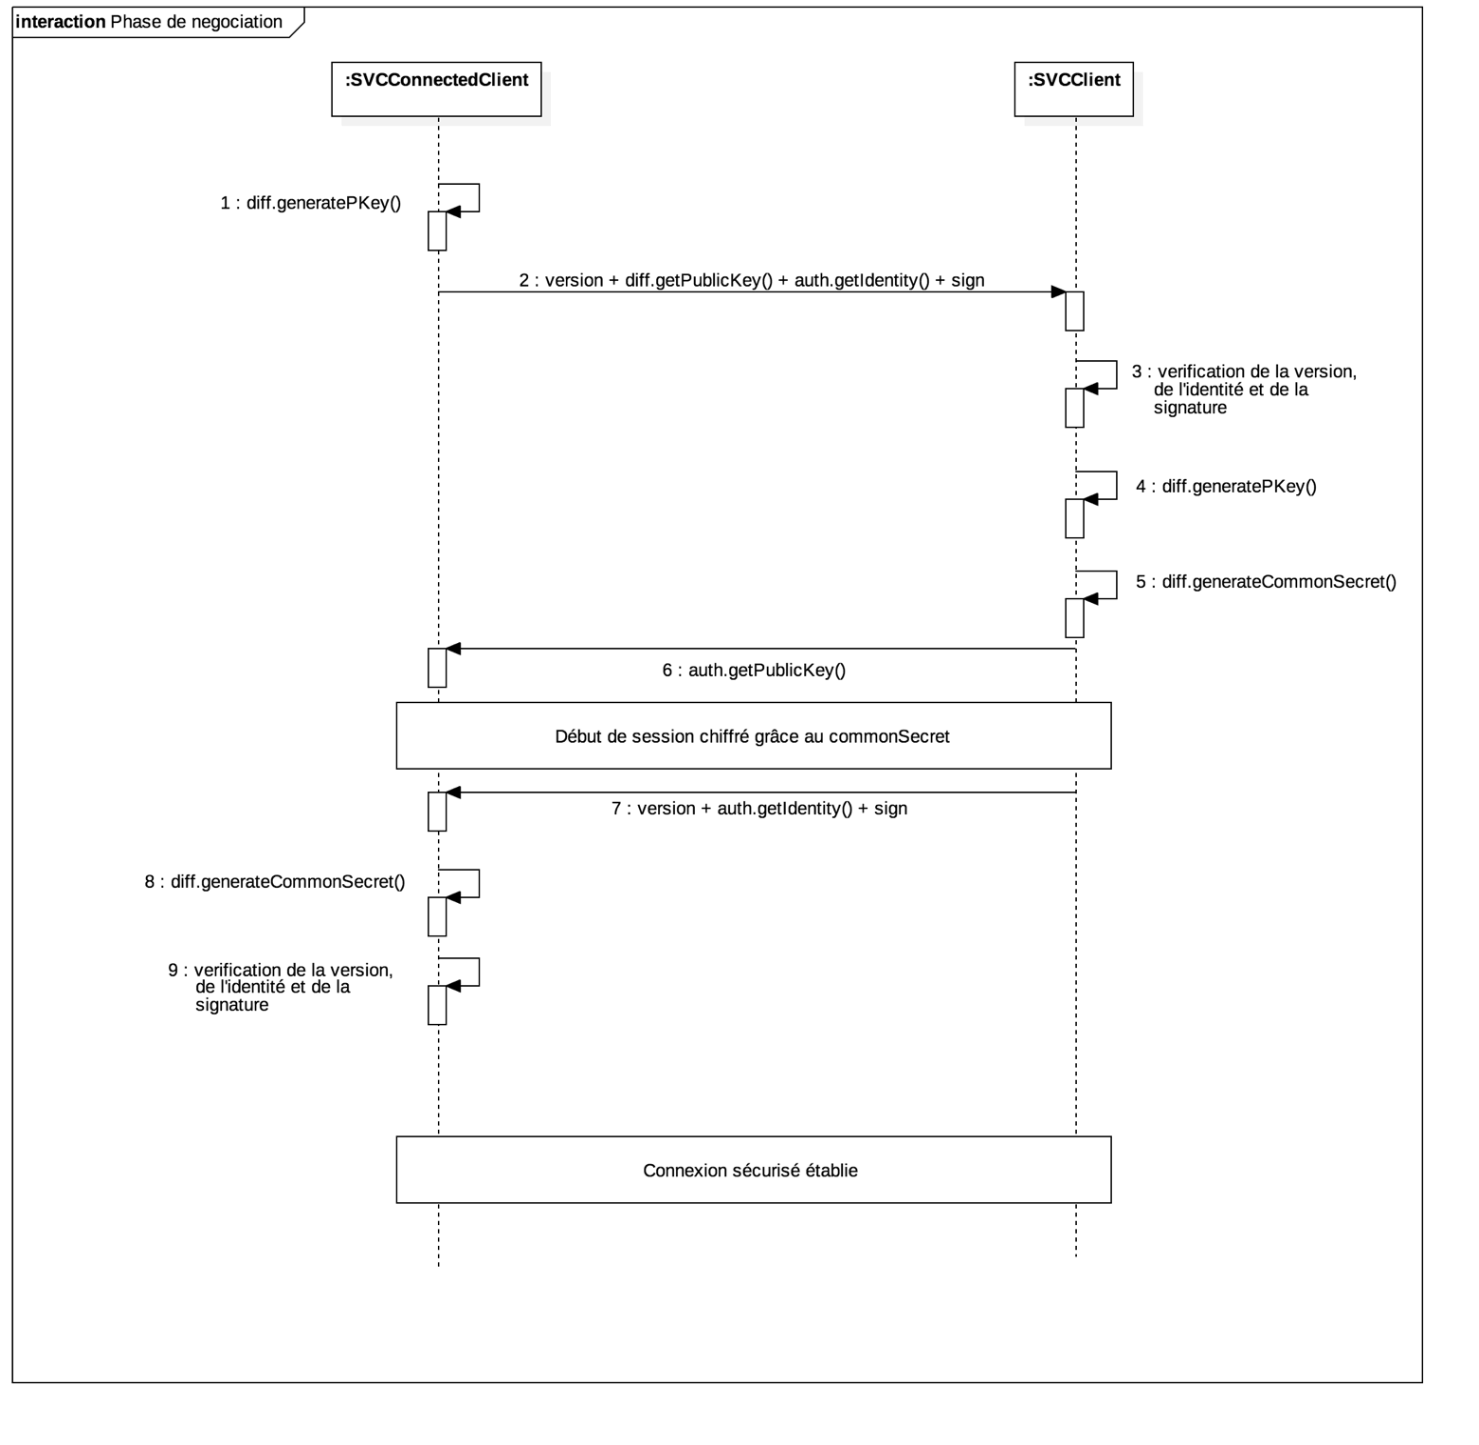 interaction Phase de negociation
:SVCConnectedClient
:SVCClient
1 : diff.generatePKey()
2 : version + diff.getPublicKey() + auth.getIdentity() + sign
3 : verification de la version,
de l'identité et de la
signature
4 : diff.generatePKey()
5 : diff.generateCommonSecret()
6 : auth.getPublicKey()
Début de session chiffré grâce au commonSecret
7 : version + auth.getIdentity() + sign
8 : diff.generateCommonSecret()
9 : verification de la version,
de l'identité et de la
signature
Connexion sécurisé établie